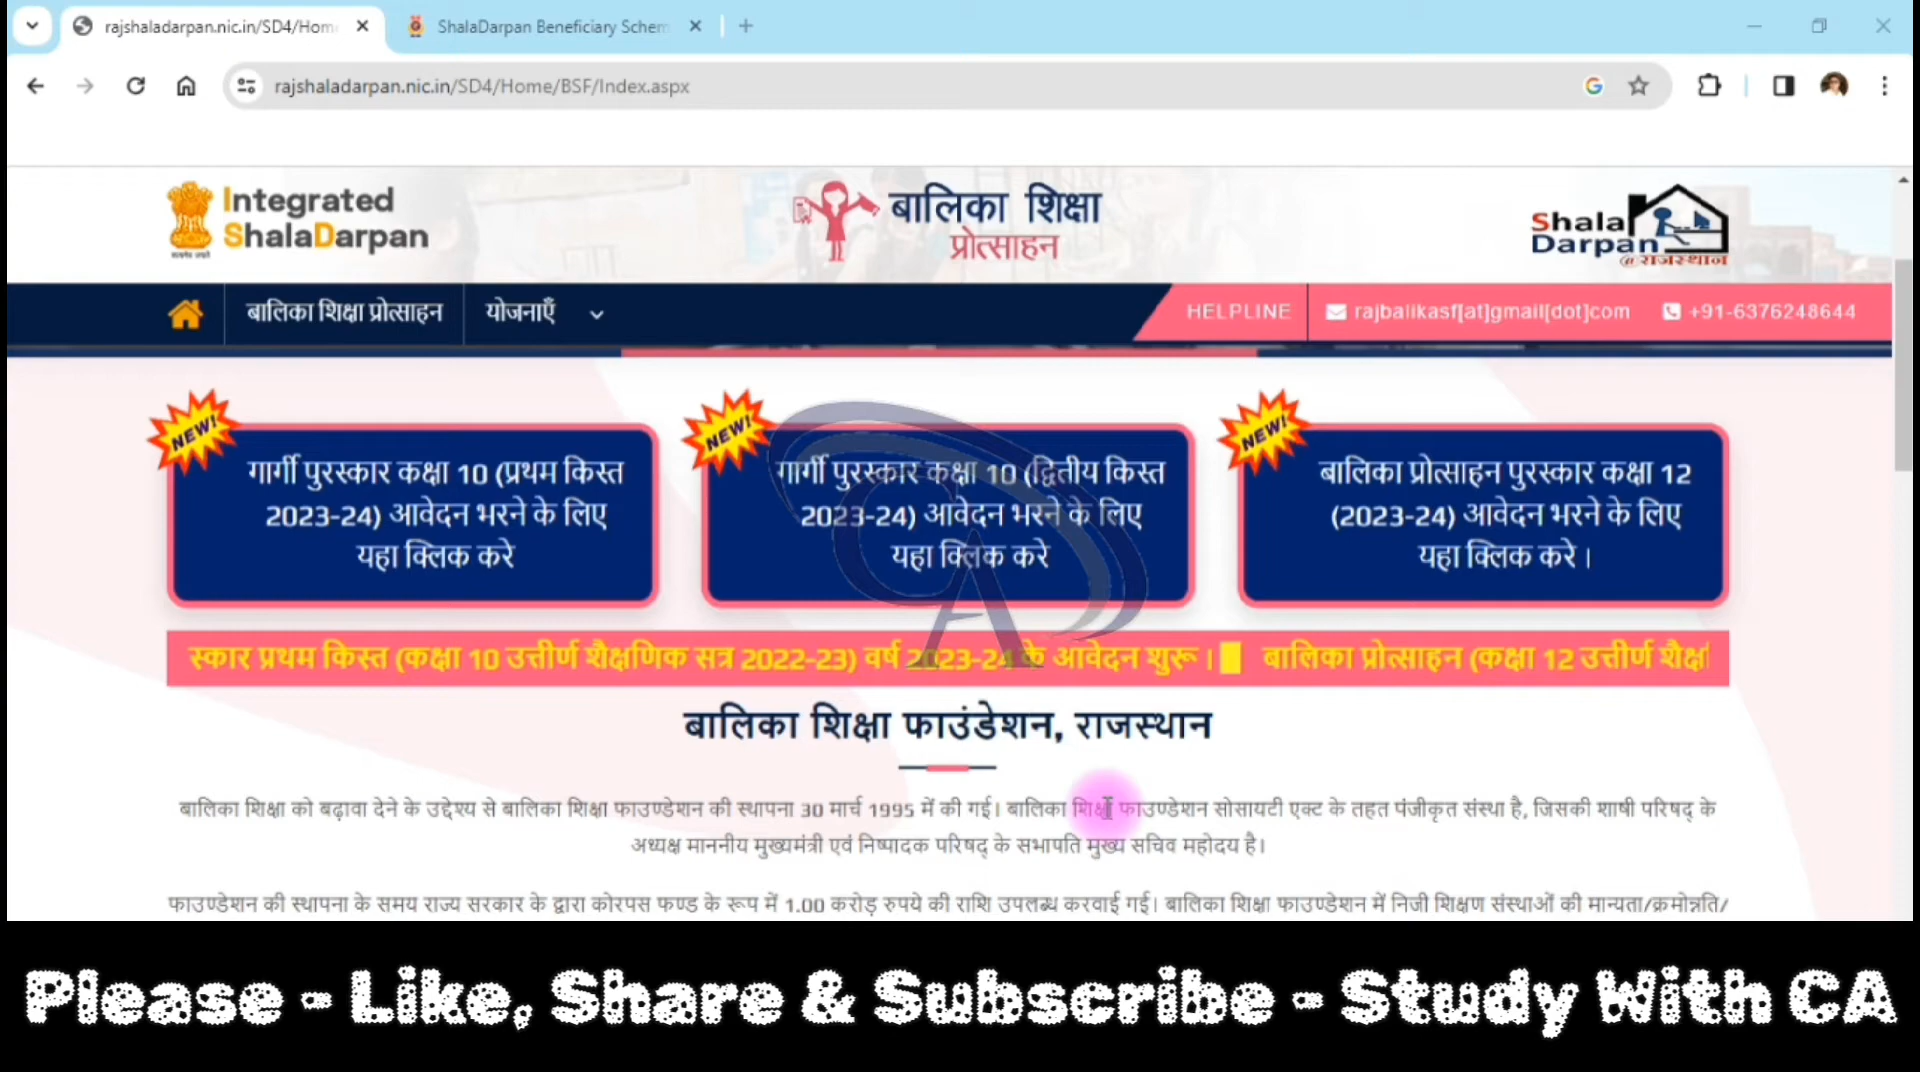 rajshaladarpan.nic.in/SD4/Hom
ShalaDarpan Beneficiary Schem
rajshaladarpan.nic.in/SD4/Home/BSF/Index.aspx
Integrated
ShalaDarpan
बालिका शिक्षा
प्रोत्साहन
Shala
Darpan
@राजस्थान
बालिका शिक्षा प्रोत्साहन
योजनाएँ
HELPLINE
rajbalikasf[at]gmail[dot]com
+91-6376248644
NEW!
गार्गी पुरस्कार कक्षा 10 (प्रथम किस्त
2023-24) आवेदन भरने के लिए
यहा क्लिक करे
NEW!
गार्गी पुरस्कार कक्षा 10 (द्वितीय किस्त
2023-24) आवेदन भरने के लिए
यहा क्लिक करे
NEW!
बालिका प्रोत्साहन पुरस्कार कक्षा 12
(2023-24) आवेदन भरने के लिए
यहा क्लिक करे ।
CA
स्कार प्रथम किस्त (कक्षा 10 उत्तीर्ण शैक्षणिक सत्र 2022-23) वर्ष 2023-24 के आवेदन शुरू । बालिका प्रोत्साहन (कक्षा 12 उत्तीर्ण शैक्ष
बालिका शिक्षा फाउंडेशन, राजस्थान
बालिका शिक्षा को बढ़ावा देने के उद्देश्य से बालिका शिक्षा फाउण्डेशन की स्थापना 30 मार्च 1995 में की गई। बालिका शिक्षा फाउण्डेशन सोसायटी एक्ट के तहत पंजीकृत संस्था है, जिसकी शाषी परिषद् के
अध्यक्ष माननीय मुख्यमंत्री एवं निष्पादक परिषद् के सभापति मुख्य सचिव महोदय है।
फाउण्डेशन की स्थापना के समय राज्य सरकार के द्वारा कोरपस फण्ड के रूप में 1.00 करोड़ रुपये की राशि उपलब्ध करवाई गई। बालिका शिक्षा फाउण्डेशन में निजी शिक्षण संस्थाओं की मान्यता/क्रमोन्नति/
Please - Like, Share & Subscribe - Study With CA